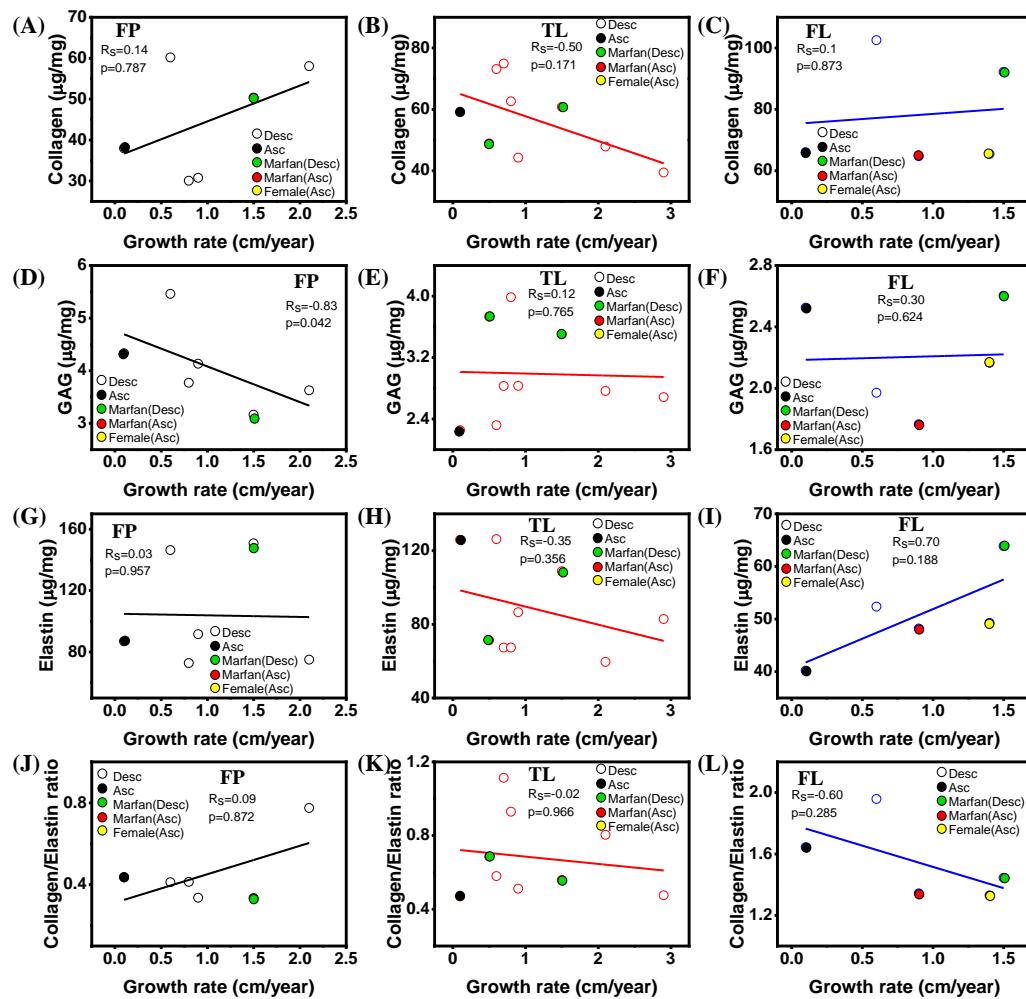 (A)
FP
R_S=0.14
p=0.787
Collagen (µg/mg)
70
60
50
40
30
Desc
Asc
Marfan(Desc)
Marfan(Asc)
Female(Asc)
0.0 0.5 1.0 1.5 2.0 2.5
Growth rate (cm/year)
(B)
TL
R_S=-0.50
p=0.171
Collagen (µg/mg)
80
60
40
Desc
Asc
Marfan(Desc)
Marfan(Asc)
Female(Asc)
0 1 2 3
Growth rate (cm/year)
(C)
FL
R_S=0.1
p=0.873
Collagen (µg/mg)
100
80
60
Desc
Asc
Marfan(Desc)
Marfan(Asc)
Female(Asc)
0.0 0.5 1.0 1.5
Growth rate (cm/year)
(D)
FP
R_S=-0.83
p=0.042
GAG (µg/mg)
6
5
4
3
Desc
Asc
Marfan(Desc)
Marfan(Asc)
Female(Asc)
0.0 0.5 1.0 1.5 2.0 2.5
Growth rate (cm/year)
(E)
TL
R_S=0.12
p=0.765
GAG (µg/mg)
4.0
3.2
2.4
Desc
Asc
Marfan(Desc)
Marfan(Asc)
Female(Asc)
0 1 2 3
Growth rate (cm/year)
(F)
FL
R_S=0.30
p=0.624
GAG (µg/mg)
2.8
2.4
2.0
1.6
Desc
Asc
Marfan(Desc)
Marfan(Asc)
Female(Asc)
0.0 0.5 1.0 1.5
Growth rate (cm/year)
(G)
FP
R_S=0.03
p=0.957
Elastin (µg/mg)
160
120
80
Desc
Asc
Marfan(Desc)
Marfan(Asc)
Female(Asc)
0.0 0.5 1.0 1.5 2.0 2.5
Growth rate (cm/year)
(H)
TL
R_S=-0.35
p=0.356
Elastin (µg/mg)
120
80
40
Desc
Asc
Marfan(Desc)
Marfan(Asc)
Female(Asc)
0 1 2 3
Growth rate (cm/year)
(I)
FL
R_S=0.70
p=0.188
Elastin (µg/mg)
70
60
50
40
Desc
Asc
Marfan(Desc)
Marfan(Asc)
Female(Asc)
0.0 0.5 1.0 1.5
Growth rate (cm/year)
(J)
FP
R_S=0.09
p=0.872
Collagen/Elastin ratio
0.8
0.4
Desc
Asc
Marfan(Desc)
Marfan(Asc)
Female(Asc)
0.0 0.5 1.0 1.5 2.0 2.5
Growth rate (cm/year)
(K)
TL
R_S=-0.02
p=0.966
Collagen/Elastin ratio
1.2
0.8
0.4
Desc
Asc
Marfan(Desc)
Marfan(Asc)
Female(Asc)
0 1 2 3
Growth rate (cm/year)
(L)
FL
R_S=-0.60
p=0.285
Collagen/Elastin ratio
2.0
1.6
1.2
Desc
Asc
Marfan(Desc)
Marfan(Asc)
Female(Asc)
0.0 0.5 1.0 1.5
Growth rate (cm/year)